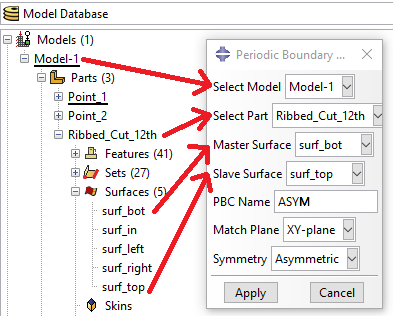 Model Database
Models (1)
Model-1
Parts (3)
Point_1
Point_2
Ribbed_Cut_12th
Features (41)
Sets (27)
Surfaces (5)
surf_bot
surf_in
surf_left
surf_right
surf_top
Skins
Periodic Boundary ...
Select Model Model-1
Select Part Ribbed_Cut_12th
Master Surface surf_bot
Slave Surface surf_top
PBC Name ASYM
Match Plane XY-plane
Symmetry Asymmetric
Apply Cancel